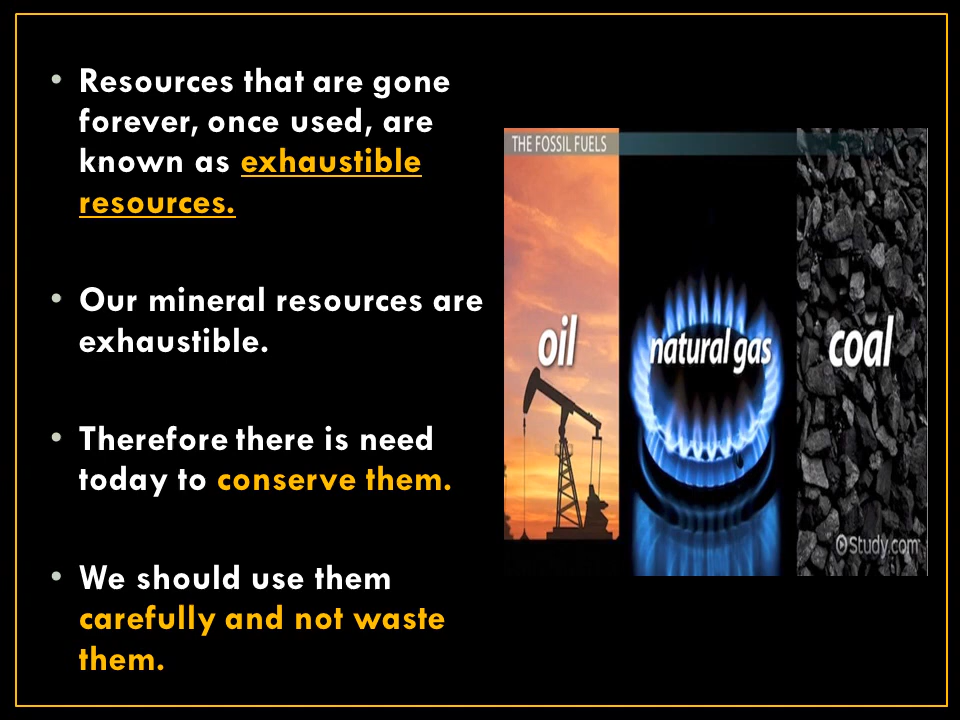 • Resources that are gone
forever, once used, are
known as exhaustible
resources.
• Our mineral resources are
exhaustible.
• Therefore there is need
today to conserve them.
• We should use them
carefully and not waste
them.
THE FOSSIL FUELS
oil
natural gas
coal
Study.com